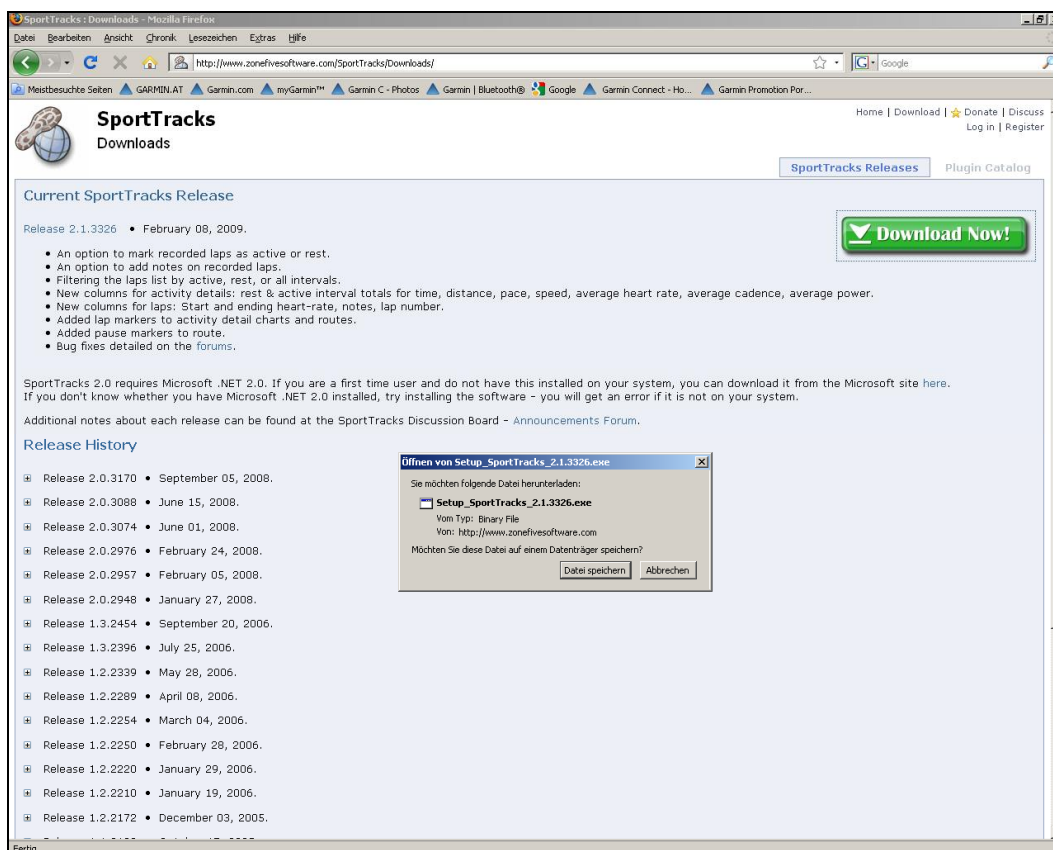 SportTracks : Downloads - Mozilla Firefox
Datei Bearbeiten Ansicht Chronik Lesezeichen Extras Hilfe
http://www.zonefivesoftware.com/SportTracks/Downloads/
Google
Meistbesuchte Seiten GARMIN.AT Garmin.com myGarmin™ Garmin C - Photos Garmin | Bluetooth® Google Garmin Connect - Ho... Garmin Promotion Por...
SportTracks
Downloads
Home | Download | Donate | Discuss
Log in | Register
SportTracks Releases Plugin Catalog
Current SportTracks Release
Release 2.1.3326 • February 08, 2009.
Download Now!
• An option to mark recorded laps as active or rest.
• An option to add notes on recorded laps.
• Filtering the laps list by active, rest, or all intervals.
• New columns for activity details: rest & active interval totals for time, distance, pace, speed, average heart rate, average cadence, average power.
• New columns for laps: Start and ending heart-rate, notes, lap number.
• Added lap markers to activity detail charts and routes.
• Added pause markers to route.
• Bug fixes detailed on the forums.
SportTracks 2.0 requires Microsoft .NET 2.0. If you are a first time user and do not have this installed on your system, you can download it from the Microsoft site here.
If you don't know whether you have Microsoft .NET 2.0 installed, try installing the software - you will get an error if it is not on your system.
Additional notes about each release can be found at the SportTracks Discussion Board - Announcements Forum.
Release History
Release 2.0.3170 • September 05, 2008.
Release 2.0.3088 • June 15, 2008.
Release 2.0.3074 • June 01, 2008.
Release 2.0.2976 • February 24, 2008.
Release 2.0.2957 • February 05, 2008.
Release 2.0.2948 • January 27, 2008.
Release 1.3.2454 • September 20, 2006.
Release 1.3.2396 • July 25, 2006.
Release 1.2.2339 • May 28, 2006.
Release 1.2.2289 • April 08, 2006.
Release 1.2.2254 • March 04, 2006.
Release 1.2.2250 • February 28, 2006.
Release 1.2.2220 • January 29, 2006.
Release 1.2.2210 • January 19, 2006.
Release 1.2.2172 • December 03, 2005.
Öffnen von Setup_SportTracks_2.1.3326.exe
Sie möchten folgende Datei herunterladen:
Setup_SportTracks_2.1.3326.exe
Vom Typ: Binary File
Von: http://www.zonefivesoftware.com
Möchten Sie diese Datei auf einem Datenträger speichern?
Datei speichern Abbrechen
Fertig